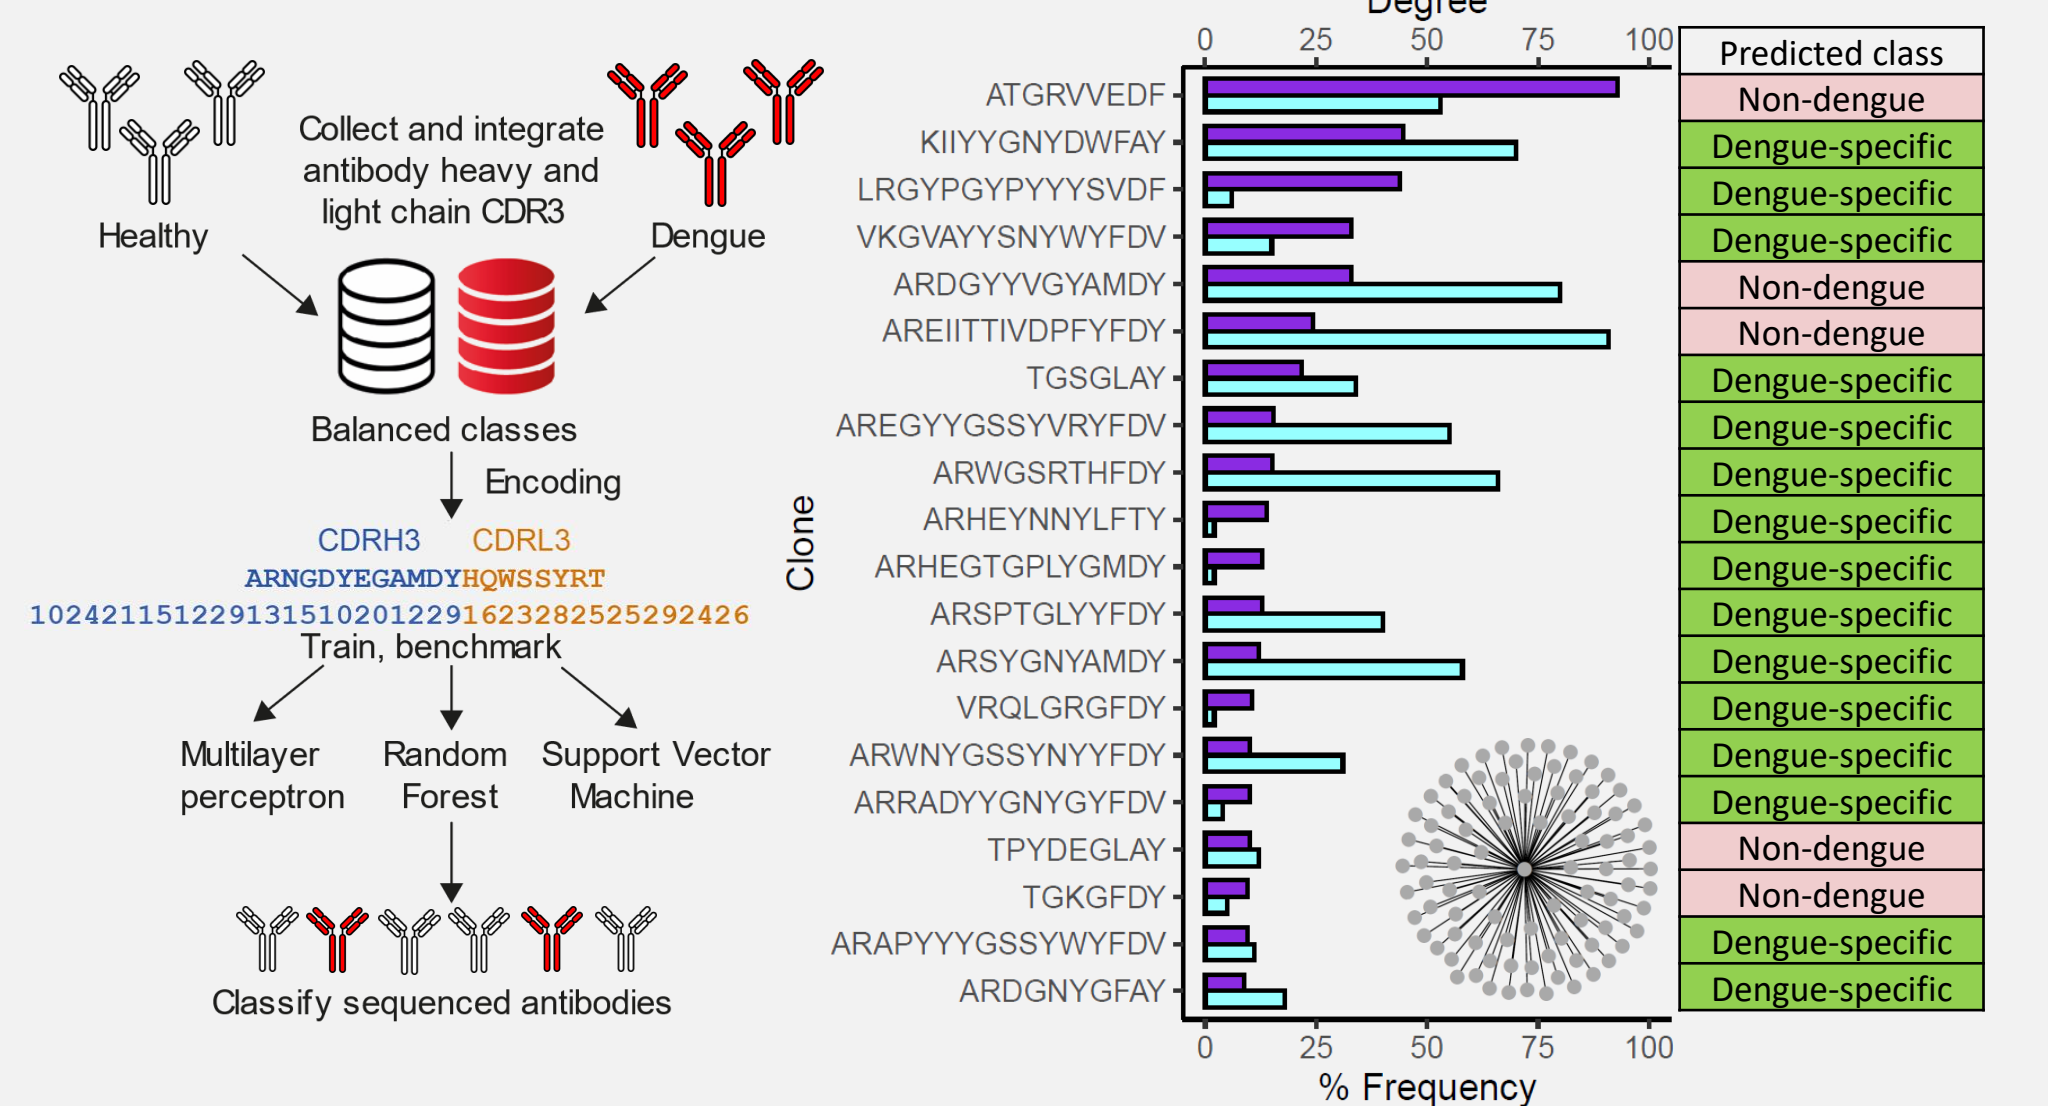 Collect and integrate
antibody heavy and
light chain CDR3
Healthy
Dengue
Balanced classes
Encoding
CDRH3 CDRL3
ARNGDYEGAMDYHQWSSYRT
1024211512291315102012291623282525292426
Train, benchmark
Multilayer
perceptron
Random
Forest
Support Vector
Machine
Classify sequenced antibodies
Degree
0 25 50 75 100
Predicted class
Clone
ATGRVVEDF Non-dengue
KIIYYGNYDWFAY Dengue-specific
LRGYPGYPYYYSVDF Dengue-specific
VKGVAYYSNYWYFDV Dengue-specific
ARDGYYVGYAMDY Non-dengue
AREIITTIVDPFYFDY Non-dengue
TGSGLAY Dengue-specific
AREGYYGSSYVRYFDV Dengue-specific
ARWGSRTHFDY Dengue-specific
ARHEYNNYLFTY Dengue-specific
ARHEGTGPLYGMDY Dengue-specific
ARSPTGLYYFDY Dengue-specific
ARSYGNYAMDY Dengue-specific
VRQLGRGFDY Dengue-specific
ARWNYGSSYNYYFDY Dengue-specific
ARRADYYGNYGYFDV Dengue-specific
TPYDEGLAY Non-dengue
TGKGFDY Non-dengue
ARAPYYYGSSYWYFDV Dengue-specific
ARDGNYGFAY Dengue-specific
0 25 50 75 100
% Frequency